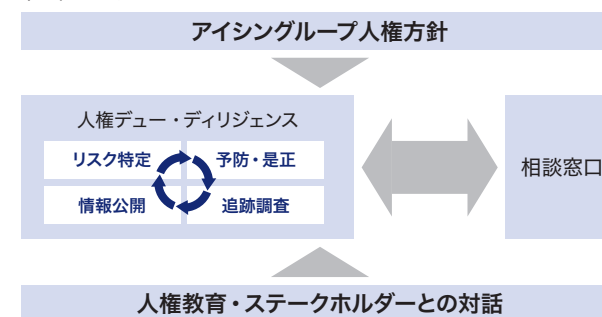 アイシングループ人権方針
人権デュー・ディリジェンス
リスク特定
予防・是正
情報公開
追跡調査
相談窓口
人権教育・ステークホルダーとの対話